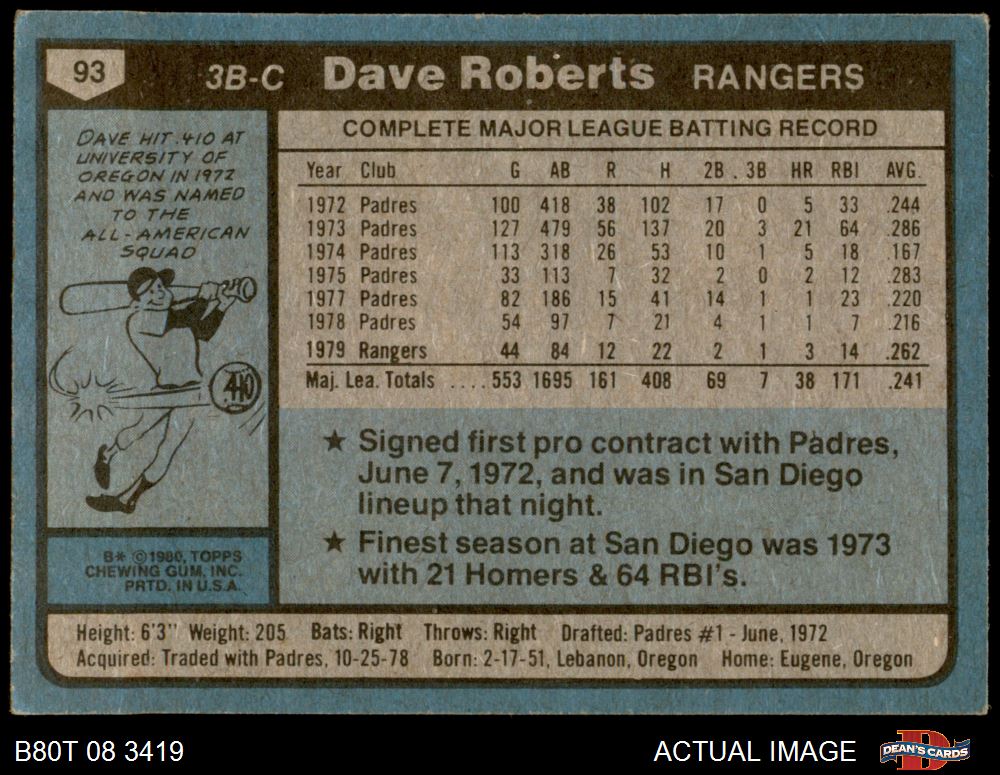 93 3B-C Dave Roberts RANGERS
DAVE HIT .410 AT
UNIVERSITY OF
OREGON IN 1972
AND WAS NAMED
TO THE
ALL-AMERICAN
SQUAD
.410
B* ©1980, TOPPS
CHEWING GUM, INC.
PRTD. IN U.S.A.
COMPLETE MAJOR LEAGUE BATTING RECORD
Year Club G AB R H 2B. 3B HR RBI AVG.
1972 Padres 100 418 38 102 17 0 5 33 .244
1973 Padres 127 479 56 137 20 3 21 64 .286
1974 Padres 113 318 26 53 10 1 5 18 .167
1975 Padres 33 113 7 32 2 0 2 12 .283
1977 Padres 82 186 15 41 14 1 1 23 .220
1978 Padres 54 97 7 21 4 1 1 7 .216
1979 Rangers 44 84 12 22 2 1 3 14 .262
Maj. Lea. Totals ....553 1695 161 408 69 7 38 171 .241
★ Signed first pro contract with Padres,
June 7, 1972, and was in San Diego
lineup that night.
★ Finest season at San Diego was 1973
with 21 Homers & 64 RBI's.
Height: 6'3" Weight: 205 Bats: Right Throws: Right Drafted: Padres #1 - June, 1972
Acquired: Traded with Padres, 10-25-78 Born: 2-17-51, Lebanon, Oregon Home: Eugene, Oregon
B80T 08 3419 ACTUAL IMAGE DEAN'S CARDS